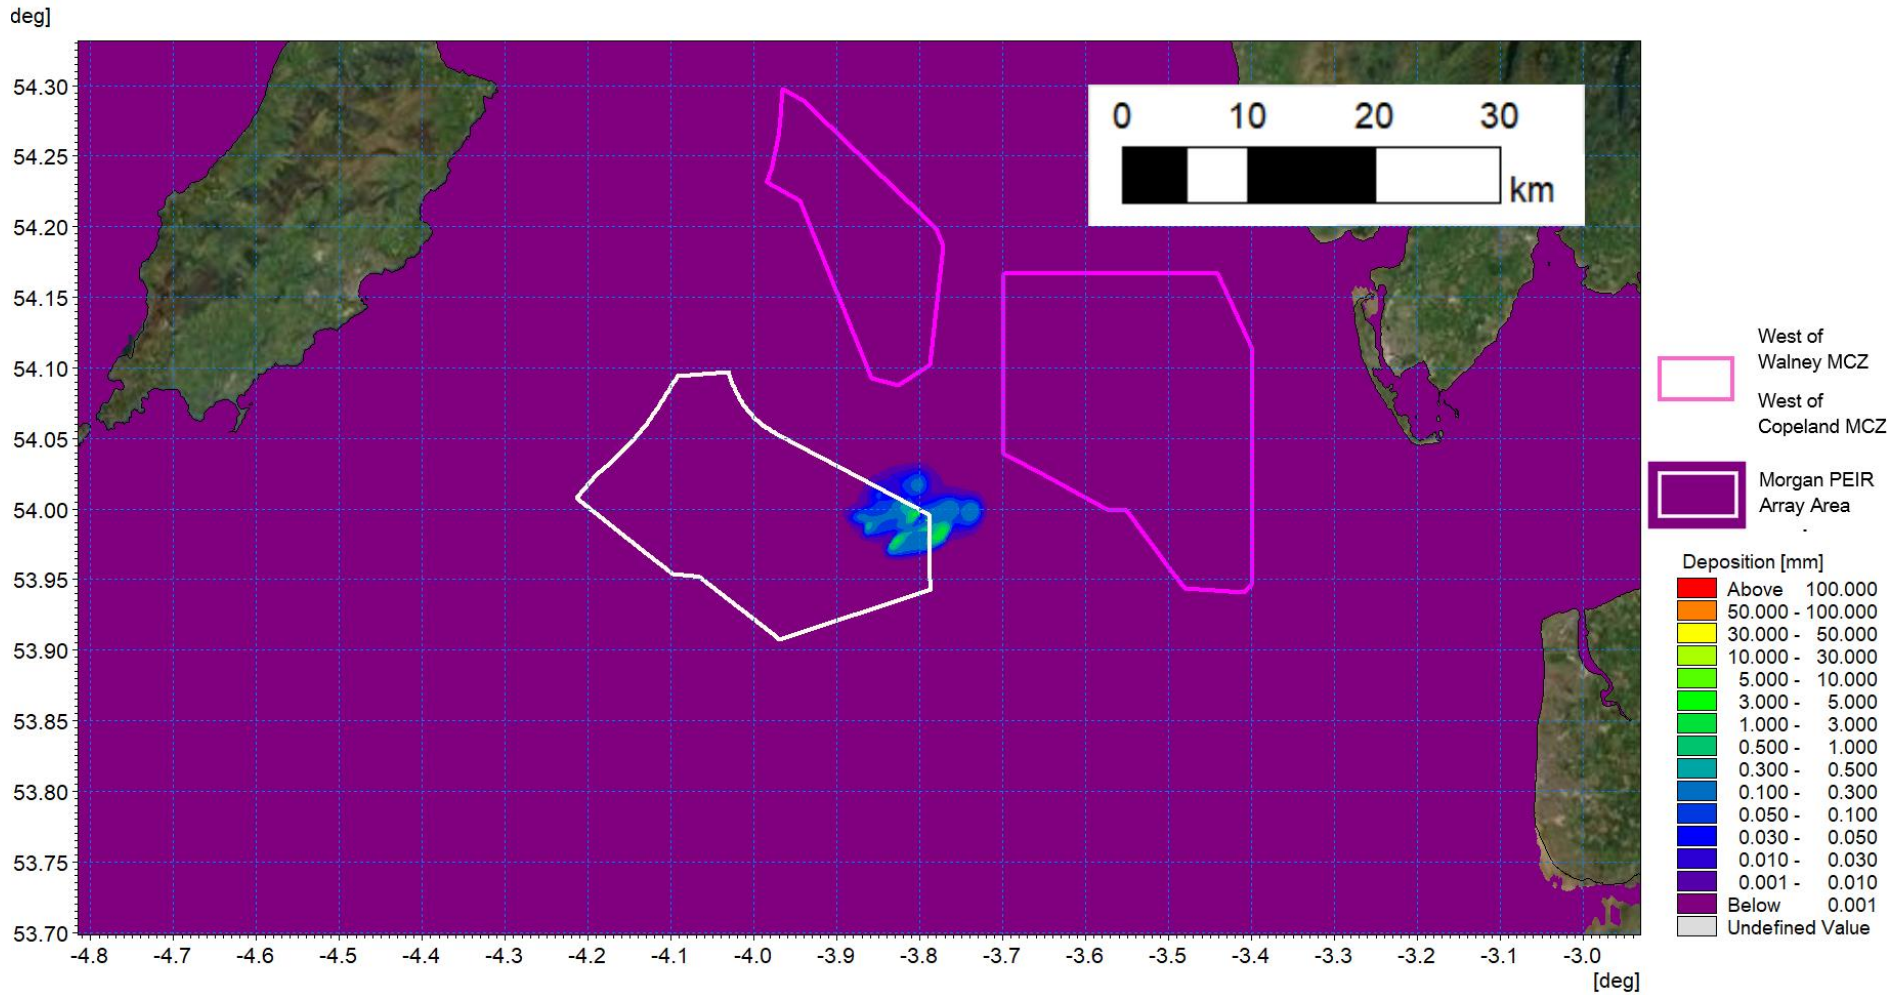 deg]
54.30
54.25
54.20
54.15
54.10
54.05
54.00
53.95
53.90
53.85
53.80
53.75
53.70
-4.8 -4.7 -4.6 -4.5 -4.4 -4.3 -4.2 -4.1 -4.0 -3.9 -3.8 -3.7 -3.6 -3.5 -3.4 -3.3 -3.2 -3.1 -3.0
[deg]
0 10 20 30
km
West of
Walney MCZ
West of
Copeland MCZ
Morgan PEIR
Array Area
Deposition [mm]
Above 100.000
50.000 - 100.000
30.000 - 50.000
10.000 - 30.000
5.000 - 10.000
3.000 - 5.000
1.000 - 3.000
0.500 - 1.000
0.300 - 0.500
0.100 - 0.300
0.050 - 0.100
0.030 - 0.050
0.010 - 0.030
0.001 - 0.010
Below 0.001
Undefined Value